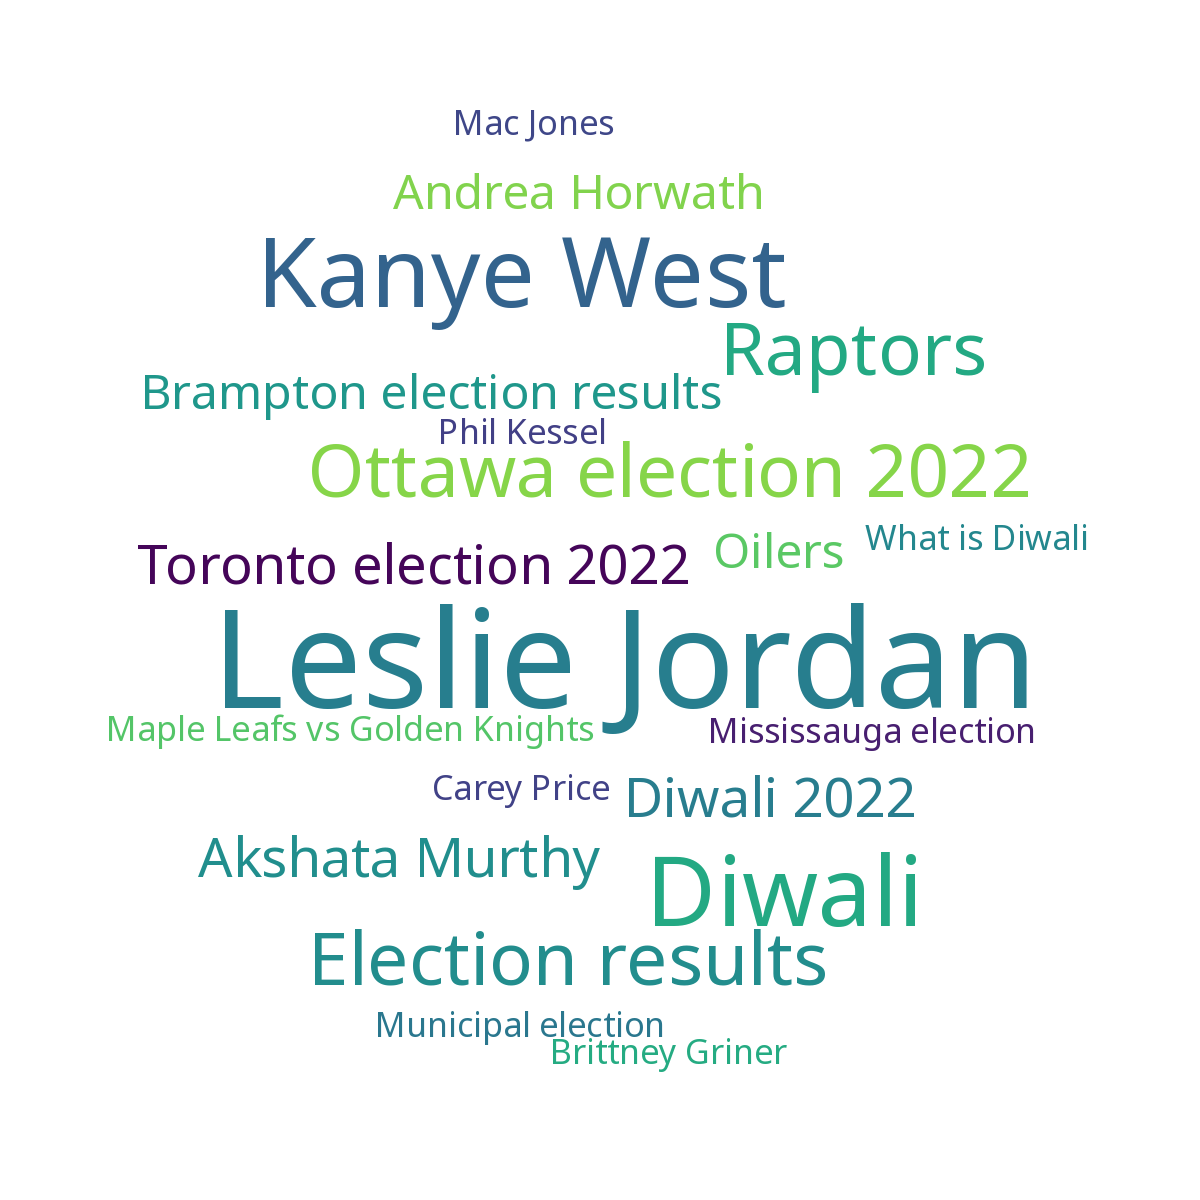 Mac Jones
Andrea Horwath
Kanye West
Raptors
Brampton election results
Phil Kessel
Ottawa election 2022
What is Diwali
Oilers
Toronto election 2022
Leslie Jordan
Maple Leafs vs Golden Knights
Mississauga election
Carey Price
Diwali 2022
Akshata Murthy
Diwali
Election results
Municipal election
Brittney Griner